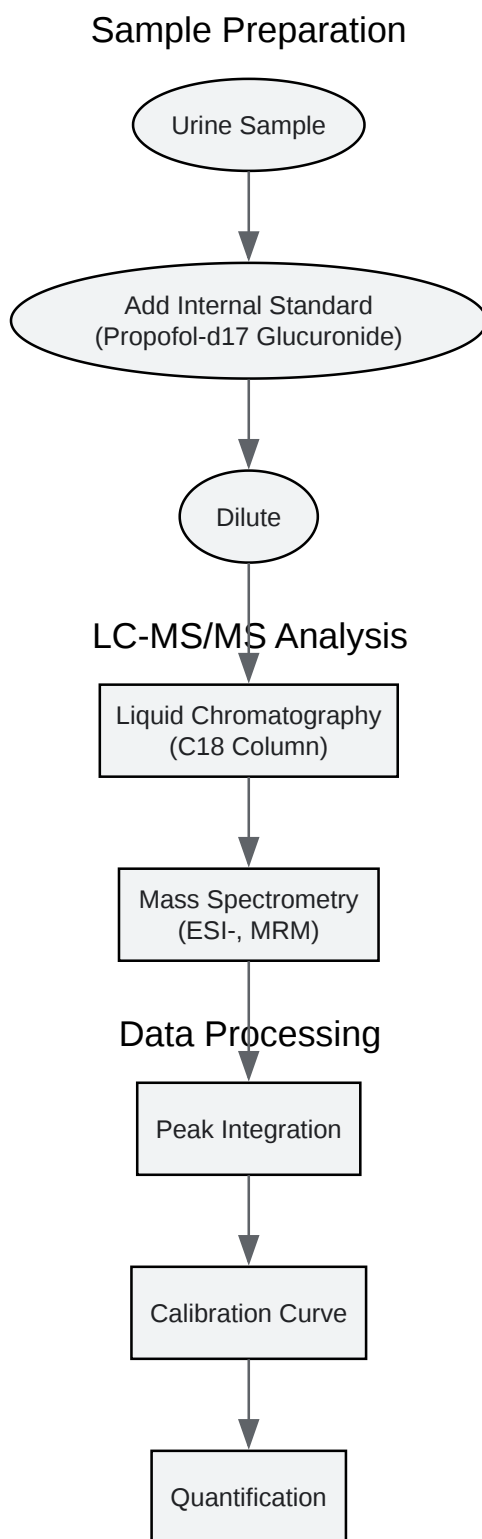 Sample Preparation
Urine Sample
Add Internal Standard
(Propofol-d17 Glucuronide)
Dilute
LC-MS/MS Analysis
Liquid Chromatography
(C18 Column)
Mass Spectrometry
(ESI-, MRM)
Data Processing
Peak Integration
Calibration Curve
Quantification